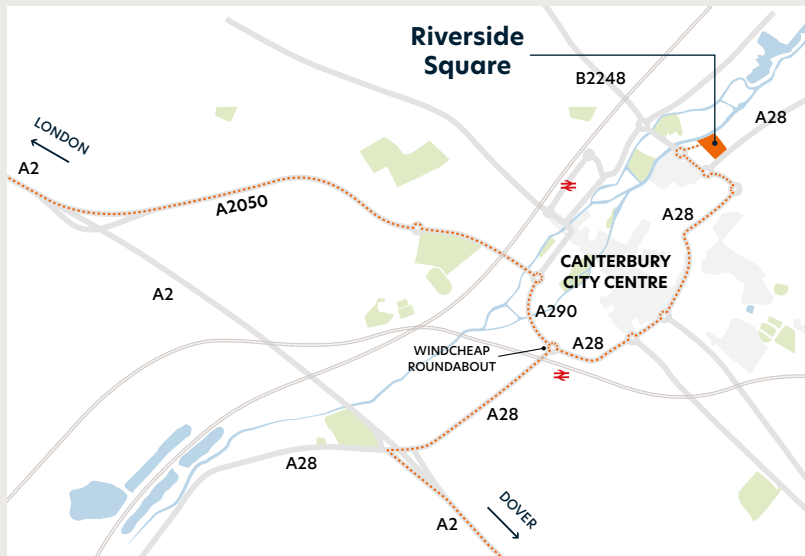 Riverside
Square
B2248
A28
LONDON
A2
A2050
A28
CANTERBURY
CITY CENTRE
A2
A290
A28
WINDCHEAP
ROUNDABOUT
A28
A28
DOVER
A2